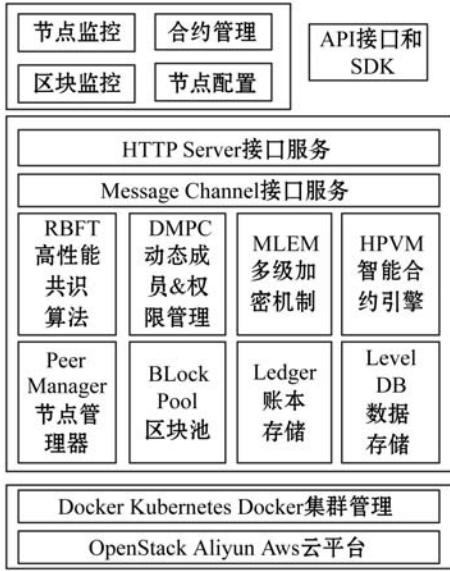 节点监控
合约管理
API接口和
SDK
区块监控
节点配置
HTTP Server接口服务
Message Channel接口服务
RBFT
高性能
共识
算法
DMPC
动态成
员&权
限管理
MLEM
多级加
密机制
HPVM
智能合
约引擎
Peer
Manager
节点管
理器
BLock
Pool
区块池
Ledger
账本
存储
Level
DB
数据
存储
Docker Kubernetes Docker集群管理
OpenStack Aliyun Aws云平台